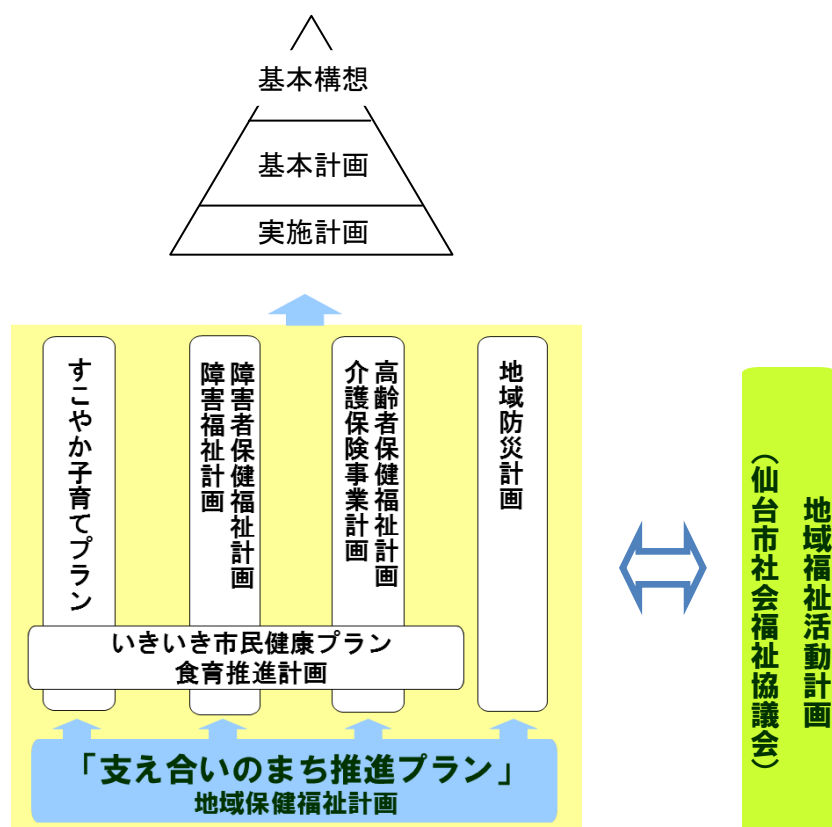 基本構想
基本計画
実施計画
すこやか子育てプラン
障害者保健福祉計画
障害福祉計画
高齢者保健福祉計画
介護保険事業計画
地域防災計画
いきいき市民健康プラン
食育推進計画
「支え合いのまち推進プラン」
地域保健福祉計画
地域福祉活動計画
（仙台市社会福祉協議会）